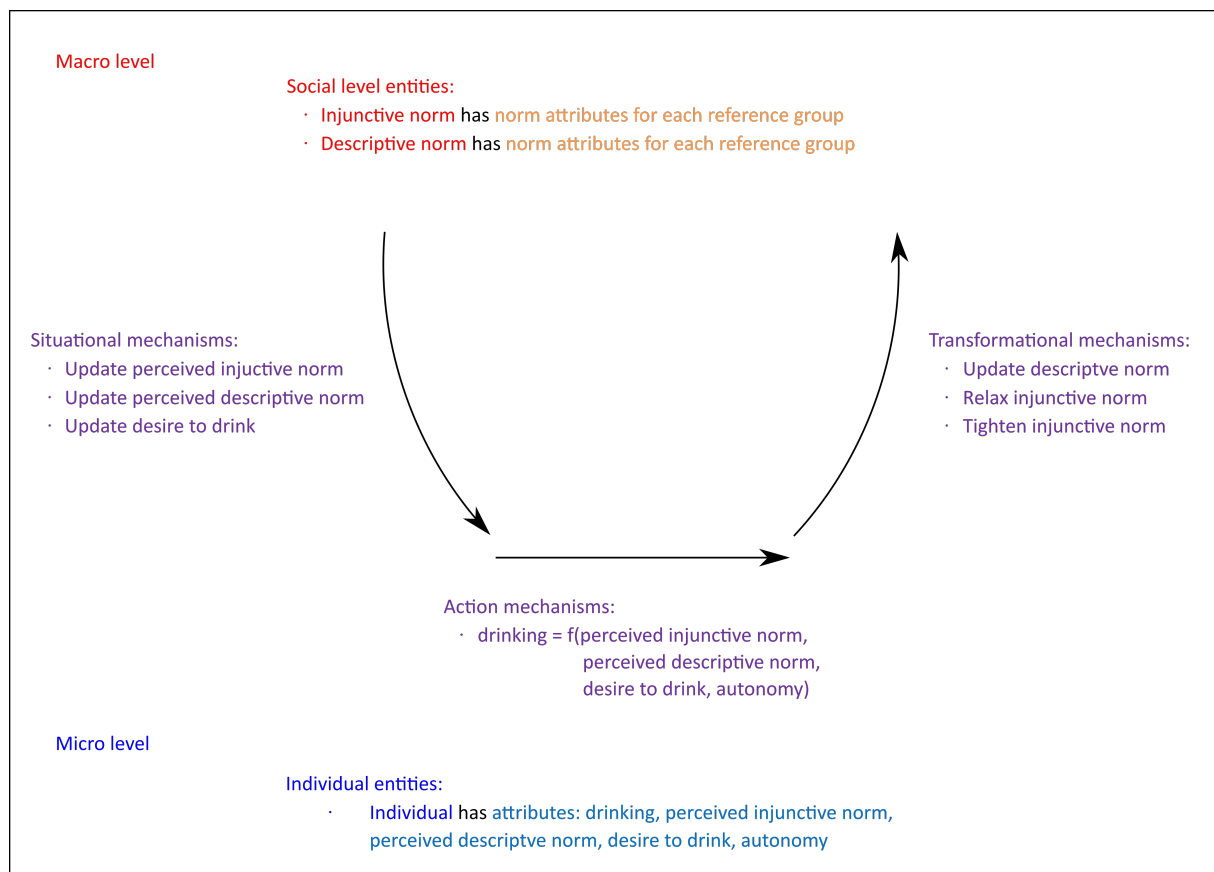 Macro level
Social level entities:
· Injunctive norm has norm attributes for each reference group
· Descriptive norm has norm attributes for each reference group
Situational mechanisms:
· Update perceived injuctive norm
· Update perceived descriptive norm
· Update desire to drink
Transformational mechanisms:
· Update descriptve norm
· Relax injunctive norm
· Tighten injunctive norm
Action mechanisms:
· drinking = f(perceived injunctive norm,
perceived descriptive norm,
desire to drink, autonomy)
Micro level
Individual entities:
· Individual has attributes: drinking, perceived injunctive norm,
perceived descriptve norm, desire to drink, autonomy